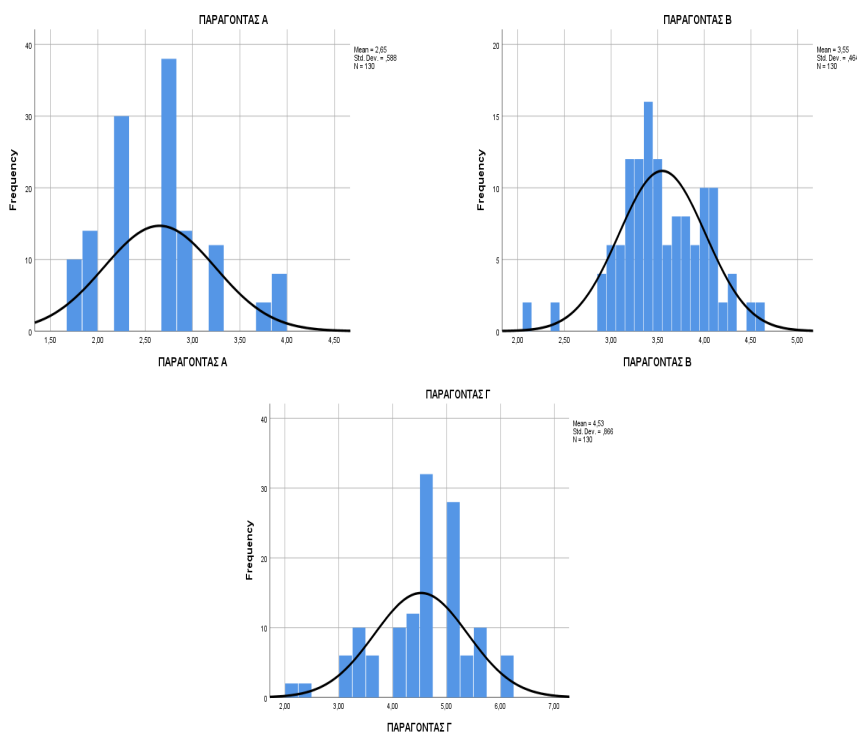 ΠΑΡΑΓΟΝΤΑΣ Α
Mean = 2,65
Std. Dev. = ,588
N = 130
Frequency
40
30
20
10
0
1,50 2,00 2,50 3,00 3,50 4,00 4,50
ΠΑΡΑΓΟΝΤΑΣ Α
ΠΑΡΑΓΟΝΤΑΣ Β
Mean = 3,55
Std. Dev. = ,464
N = 130
Frequency
20
15
10
5
0
2,00 2,50 3,00 3,50 4,00 4,50 5,00
ΠΑΡΑΓΟΝΤΑΣ Β
ΠΑΡΑΓΟΝΤΑΣ Γ
Mean = 4,53
Std. Dev. = ,866
N = 130
Frequency
40
30
20
10
0
2,00 3,00 4,00 5,00 6,00 7,00
ΠΑΡΑΓΟΝΤΑΣ Γ